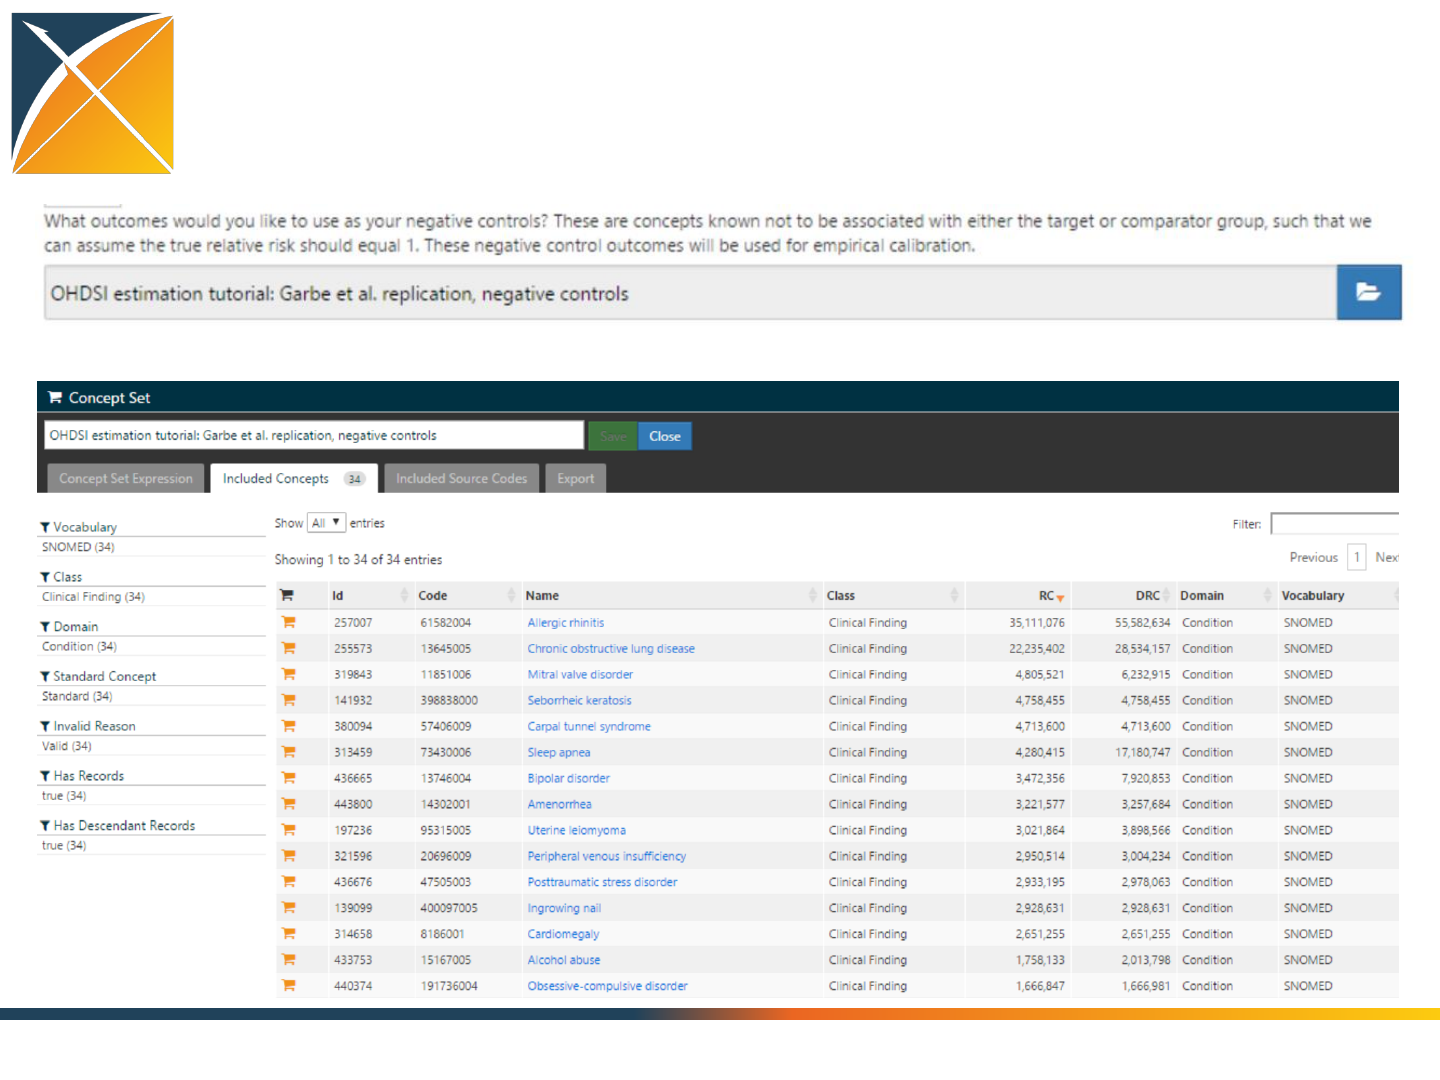 What outcomes would you like to use as your negative controls? These are concepts known not to be associated with either the target or comparator group, such that we
can assume the true relative risk should equal 1. These negative control outcomes will be used for empirical calibration.
OHDSI estimation tutorial: Garbe et al. replication, negative controls
Concept Set
OHDSI estimation tutorial: Garbe et al. replication, negative controls Save Close
Concept Set Expression Included Concepts 34 Included Source Codes Export
Vocabulary
SNOMED (34)
Class
Clinical Finding (34)
Domain
Condition (34)
Standard Concept
Standard (34)
Invalid Reason
Valid (34)
Has Records
true (34)
Has Descendant Records
true (34)
Show All entries Filter:
Showing 1 to 34 of 34 entries Previous 1 Nex
Id Code Name Class RC DRC Domain Vocabulary
257007 61582004 Allergic rhinitis Clinical Finding 35,111,076 55,582,634 Condition SNOMED
255573 13645005 Chronic obstructive lung disease Clinical Finding 22,235,402 28,534,157 Condition SNOMED
319843 11851006 Mitral valve disorder Clinical Finding 4,805,521 6,232,915 Condition SNOMED
141932 398838000 Seborrheic keratosis Clinical Finding 4,758,455 4,758,455 Condition SNOMED
380094 57406009 Carpal tunnel syndrome Clinical Finding 4,713,600 4,713,600 Condition SNOMED
313459 73430006 Sleep apnea Clinical Finding 4,280,415 17,180,747 Condition SNOMED
436665 13746004 Bipolar disorder Clinical Finding 3,472,356 7,920,853 Condition SNOMED
443800 14302001 Amenorrhea Clinical Finding 3,221,577 3,257,684 Condition SNOMED
197236 95315005 Uterine leiomyoma Clinical Finding 3,021,864 3,898,566 Condition SNOMED
321596 20696009 Peripheral venous insufficiency Clinical Finding 2,950,514 3,004,234 Condition SNOMED
436676 47505003 Posttraumatic stress disorder Clinical Finding 2,933,195 2,978,063 Condition SNOMED
139099 400097005 Ingrowing nail Clinical Finding 2,928,631 2,928,631 Condition SNOMED
314658 8186001 Cardiomegaly Clinical Finding 2,651,255 2,651,255 Condition SNOMED
433753 15167005 Alcohol abuse Clinical Finding 1,758,133 2,013,798 Condition SNOMED
440374 191736004 Obsessive-compulsive disorder Clinical Finding 1,666,847 1,666,981 Condition SNOMED